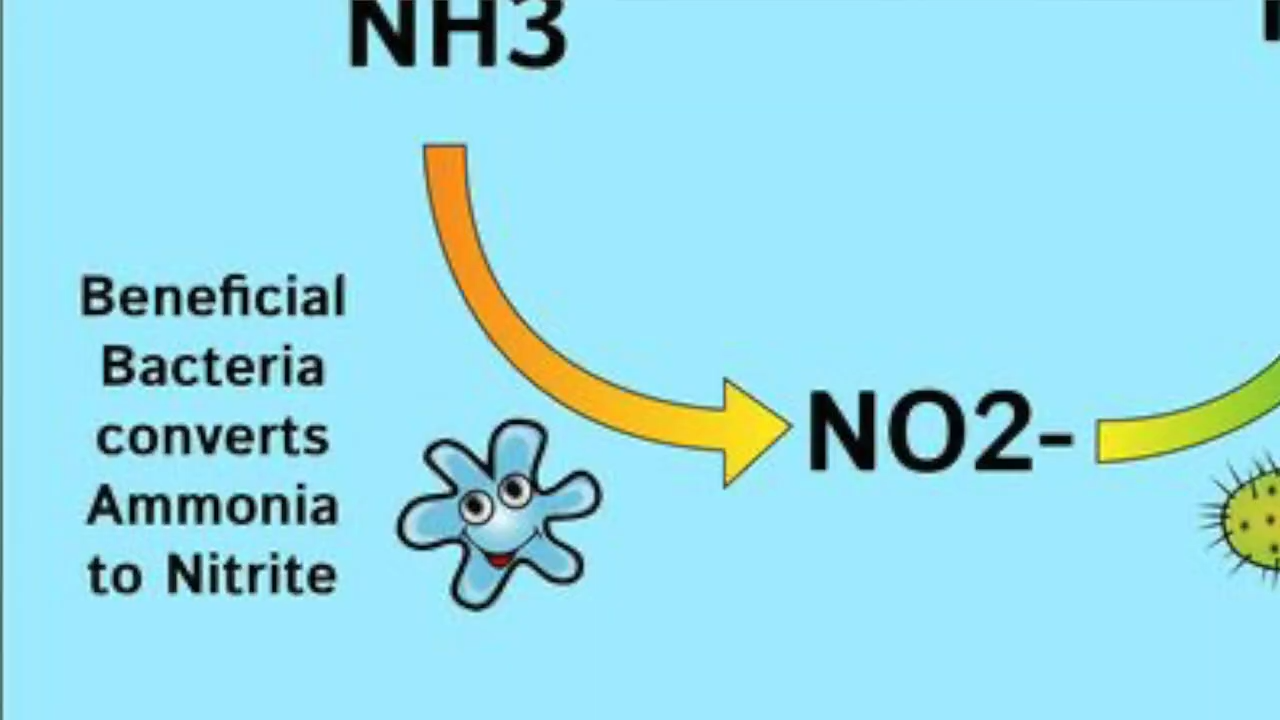 NH3
Beneficial
Bacteria
converts
Ammonia
to Nitrite
NO2-